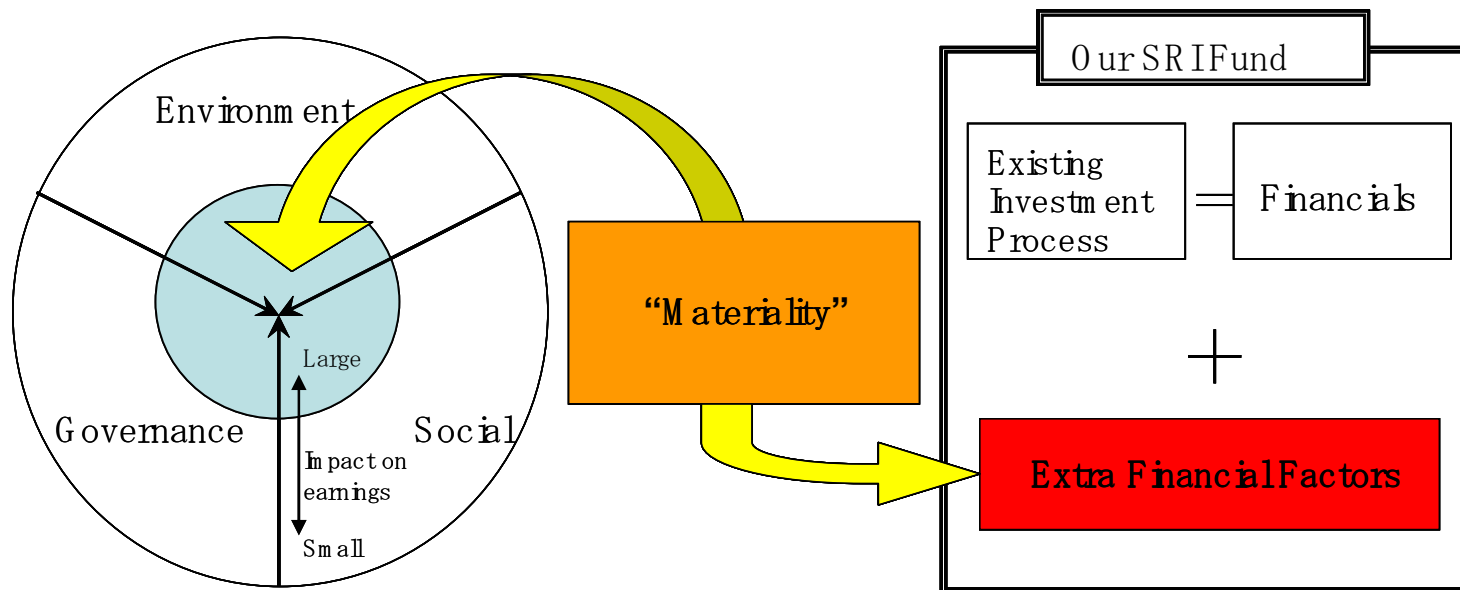 Environment
Governance
Social
Large
Impact on
earnings
Small
“Materiality”
Our SRI Fund
Existing
Investment
Process
=
Financials
+
Extra Financial Factors